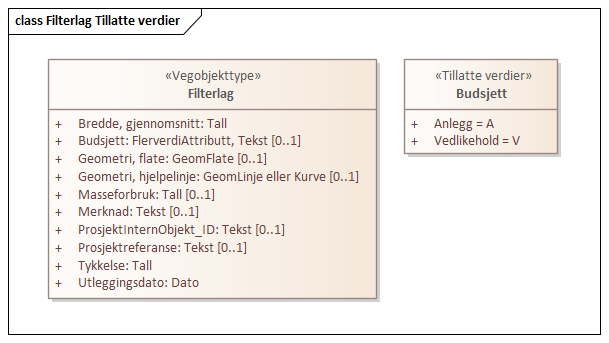 class Filterlag Tillatte verdier
«Vegobjekttype»
Filterlag
+ Bredde, gjennomsnitt: Tall
+ Budsjett: FlerverdiAttributt, Tekst [0..1]
+ Geometri, flate: GeomFlate [0..1]
+ Geometri, hjelpelinje: GeomLinje eller Kurve [0..1]
+ Masseforbruk: Tall [0..1]
+ Merknad: Tekst [0..1]
+ ProsjektInternObjekt_ID: Tekst [0..1]
+ Prosjektreferanse: Tekst [0..1]
+ Tykkelse: Tall
+ Utleggingsdato: Dato
«Tillatte verdier»
Budsjett
+ Anlegg = A
+ Vedlikehold = V